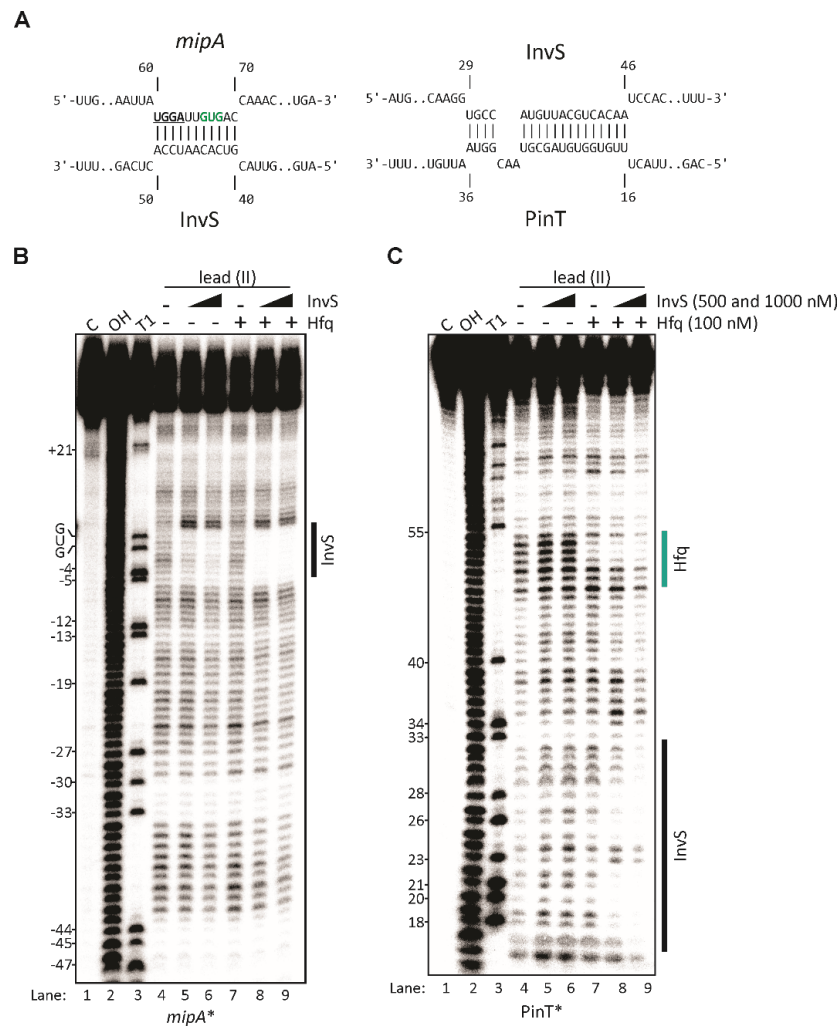 A
mipA
60 70
5'-UUG..AAUUA CAAAC..UGA-3'
UGGAUUGUGAC
ACCUAACACUG
3'-UUU..GACUC CAUUG..GUA-5'
50 40
InvS
InvS
29 46
5'-AUG..CAAGG UCCAC..UUU-3'
UGCC AUGUUACGUCACAA
AUGG UGCGAUGUGGUGUU
3'-UUU..UGUUA CAA UCAUU..GAC-5'
36 16
PinT
B
lead (II)
- InvS
C OH T1 - - - + + + Hfq
+21
G
U
G
-4
-5
-12
-13
-19
-27
-30
-33
-44
-45
-47
InvS
Lane: 1 2 3 4 5 6 7 8 9
mipA*
C
lead (II)
- - InvS (500 and 1000 nM)
C OH T1 - - - + + + Hfq (100 nM)
55
40
34
33
28
26
23
21
20
18
Hfq
InvS
Lane: 1 2 3 4 5 6 7 8 9
PinT*